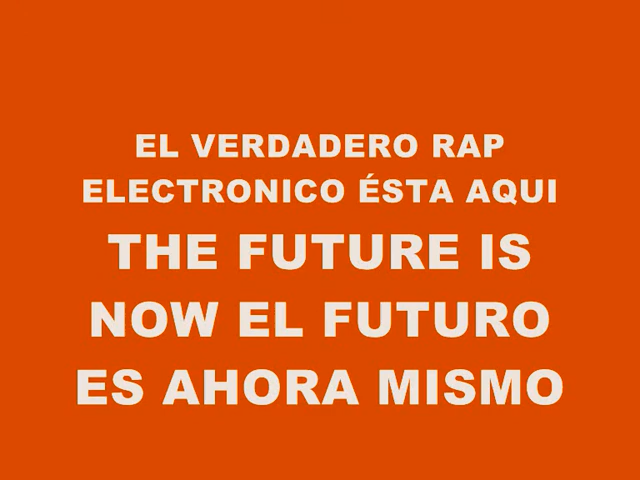 EL VERDADERO RAP
ELECTRONICO ÉSTA AQUI
THE FUTURE IS
NOW EL FUTURO
ES AHORA MISMO